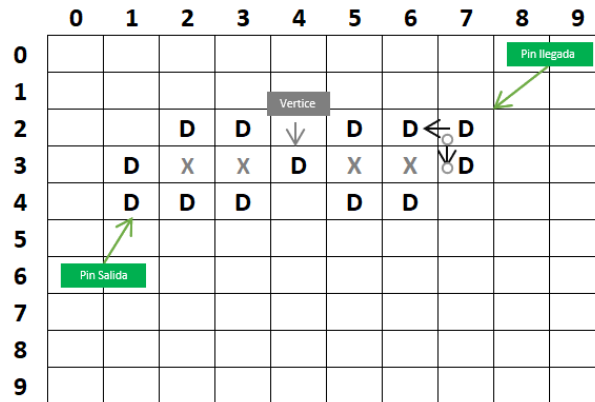 0 1 2 3 4 5 6 7 8 9
0 Pin llegada
1 Vertice
2 D D D D D
3 D X X D X X D
4 D D D D D
5
6 Pin Salida
7
8
9